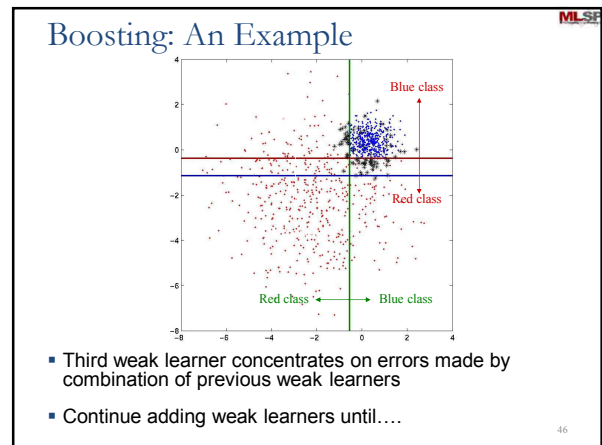 MLSP
Boosting: An Example
4
2
0
−2
−4
−6
−8
−8 −6 −4 −2 0 2 4
Blue class
Red class
Red class Blue class
▪ Third weak learner concentrates on errors made by
combination of previous weak learners
▪ Continue adding weak learners until….
46